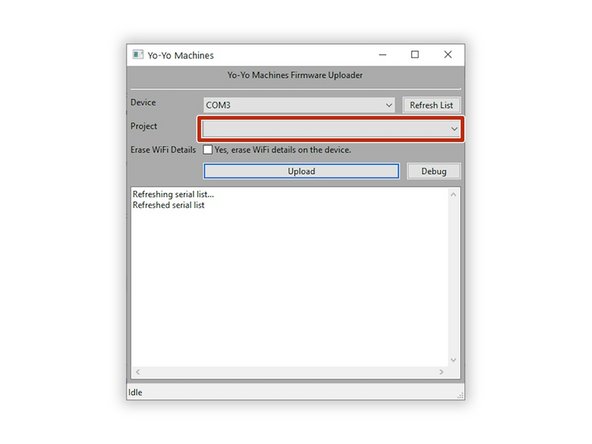 Yo-Yo Machines
Yo-Yo Machines Firmware Uploader
Device COM3 Refresh List
Project
Erase WiFi Details Yes, erase WiFi details on the device.
Upload Debug
Refreshing serial list...
Refreshed serial list
Idle